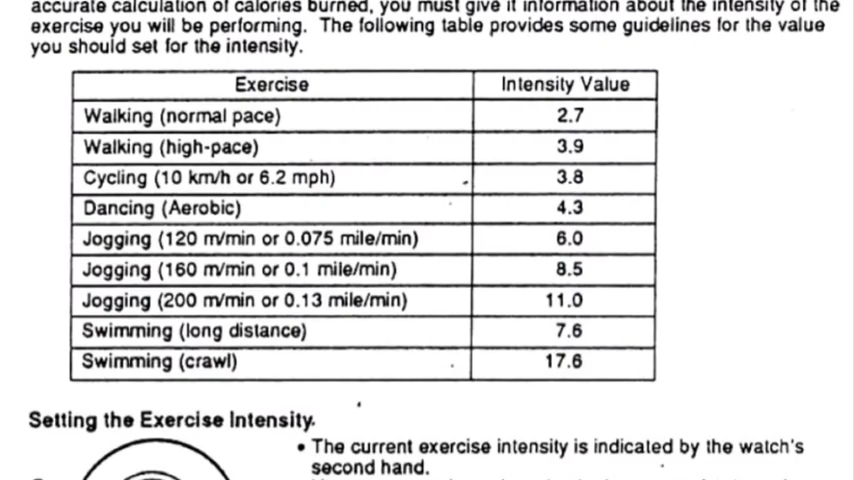 accurate calculation of calories burned, you must give it information about the intensity of the
exercise you will be performing. The following table provides some guidelines for the value
you should set for the intensity.
Exercise Intensity Value
Walking (normal pace) 2.7
Walking (high-pace) 3.9
Cycling (10 km/h or 6.2 mph) 3.8
Dancing (Aerobic) 4.3
Jogging (120 m/min or 0.075 mile/min) 6.0
Jogging (160 m/min or 0.1 mile/min) 8.5
Jogging (200 m/min or 0.13 mile/min) 11.0
Swimming (long distance) 7.6
Swimming (crawl) 17.6
Setting the Exercise Intensity.
• The current exercise intensity is indicated by the watch's
second hand.